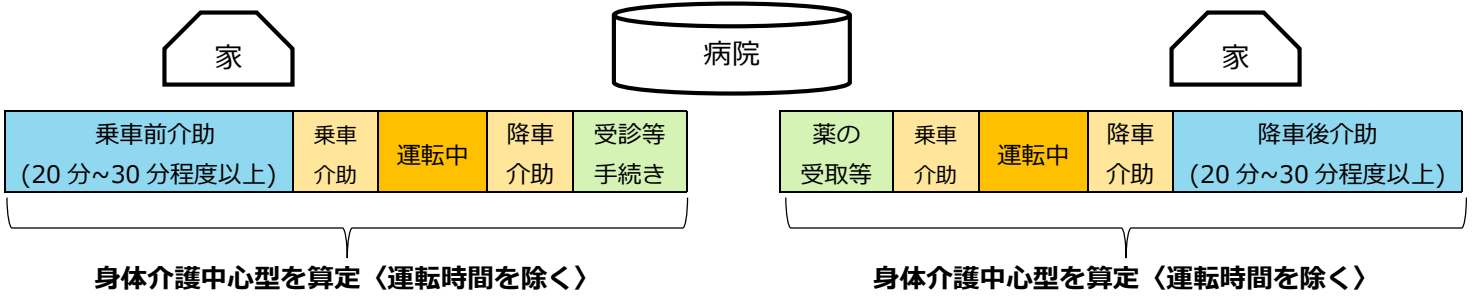 家
病院
家
乗車前介助
(20 分~30 分程度以上)
乗車
介助
運転中
降車
介助
受診等
手続き
薬の
受取等
乗車
介助
運転中
降車
介助
降車後介助
(20 分~30 分程度以上)
身体介護中心型を算定〈運転時間を除く〉
身体介護中心型を算定〈運転時間を除く〉